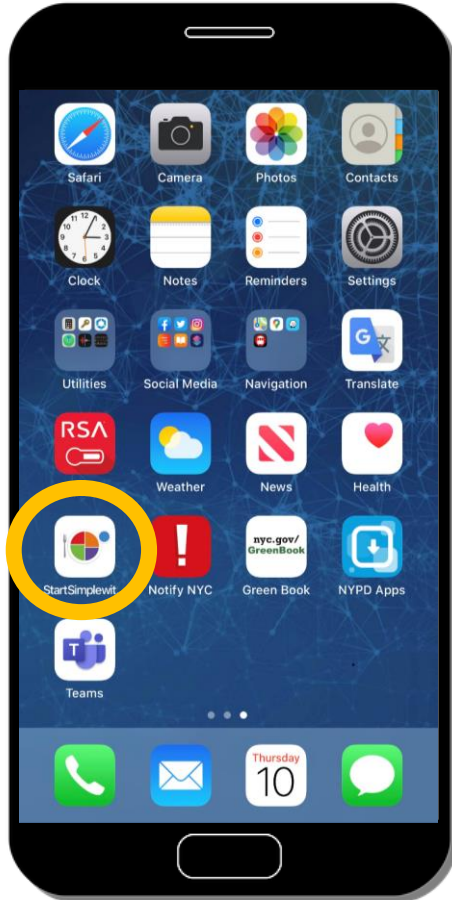 Safari Camera Photos Contacts
Clock Notes Reminders Settings
Utilities Social Media Navigation Translate
RSA
Weather News Health
nyc.gov/
GreenBook
StartSimplewit Notify NYC Green Book NYPD Apps
Teams
Thursday
10